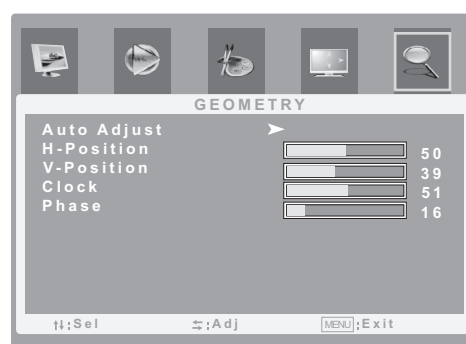 GEOMETRY
Auto Adjust
H-Position 50
V-Position 39
Clock 51
Phase 16
↑↓:Sel ⇆:Adj MENU:Exit